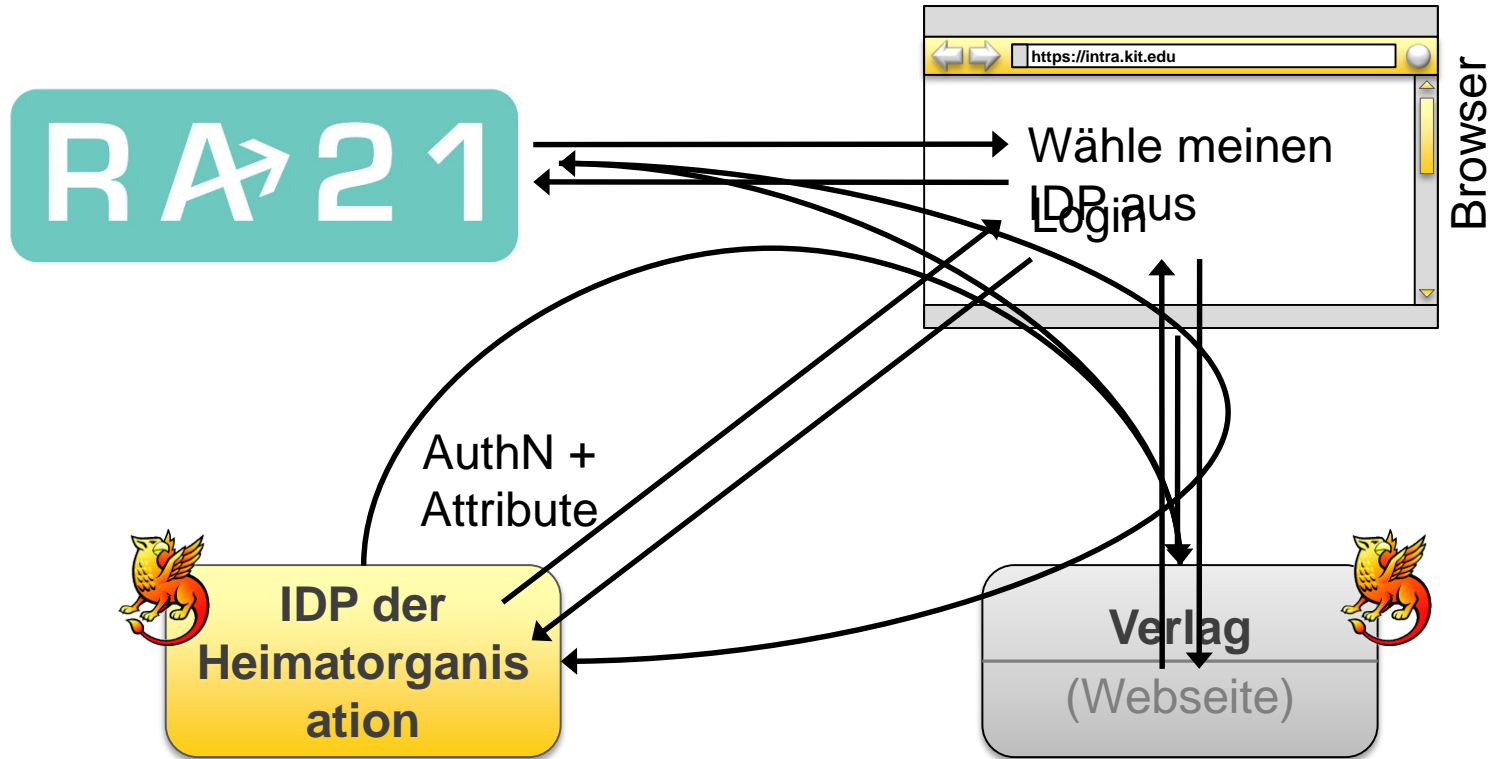 https://intra.kit.edu
Browser
RA21
Wähle meinen
IDP aus
Login
AuthN +
Attribute
IDP der
Heimatorganis
ation
Verlag
(Webseite)